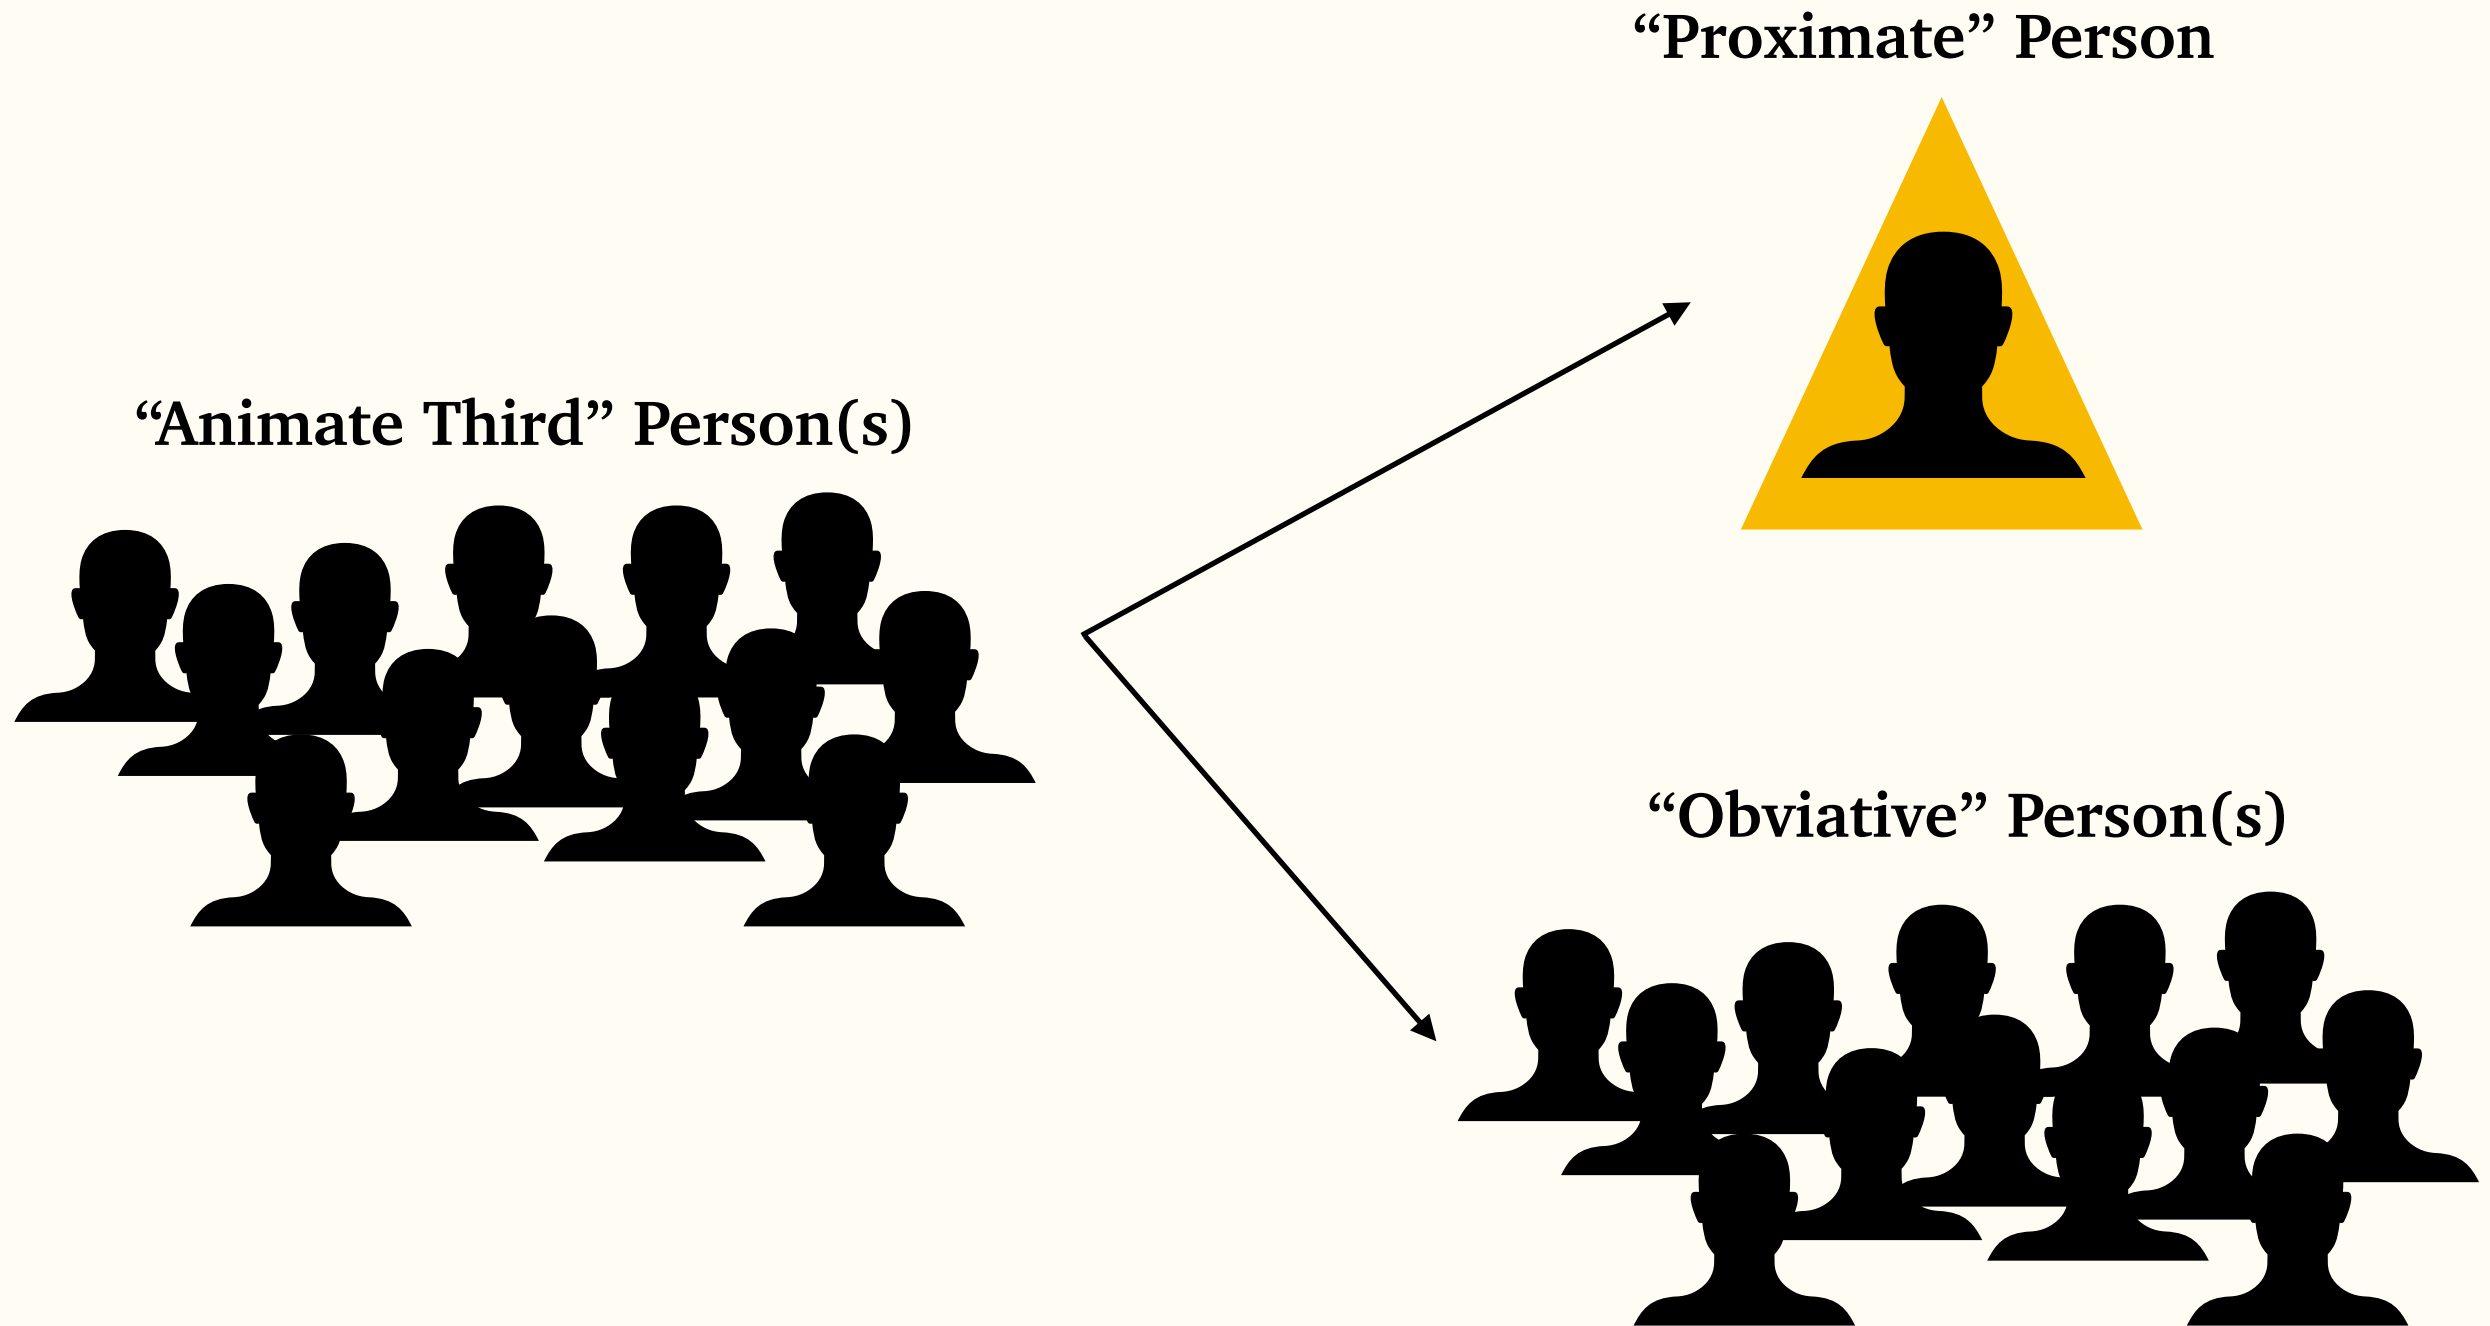 “Proximate” Person
“Animate Third” Person(s)
“Obviative” Person(s)